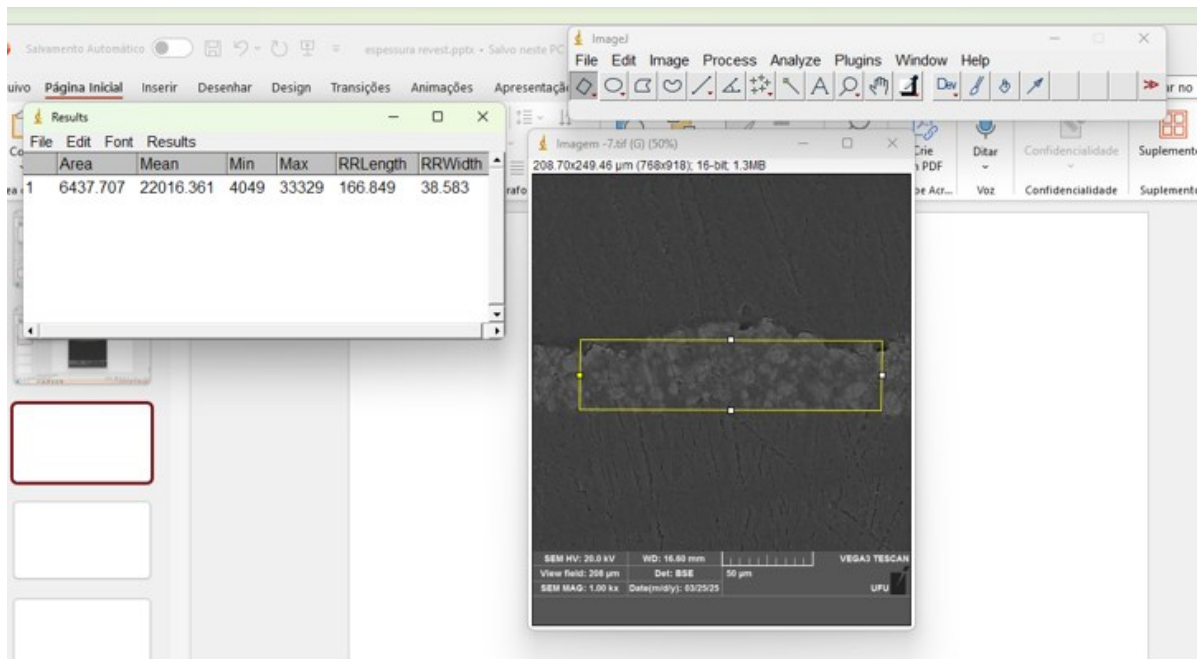 Salvamento Automático
espessura revest.pptx • Salvo neste PC
ImageJ
File Edit Image Process Analyze Plugins Window Help
Dev
Página Inicial Inserir Desenhar Design Transições Animações
ar no
Results
File Edit Font Results
Area Mean Min Max RRLength RRWidth
1 6437.707 22016.361 4049 33329 166.849 38.583
Imagem -7.tif (G) (50%)
208.70x249.46 µm (768x918); 16-bit; 1.3MB
Crie
PDF
Ditar
Confidencialidade
Suplemento
Voz
Confidencialidade
Suplemento
SEM HV: 20.0 kV WD: 16.60 mm VEGA3 TESCAN
View field: 208 µm Det: BSE 50 µm
SEM MAG: 1.00 kx Date(m/d/y): 03/25/25 UFU